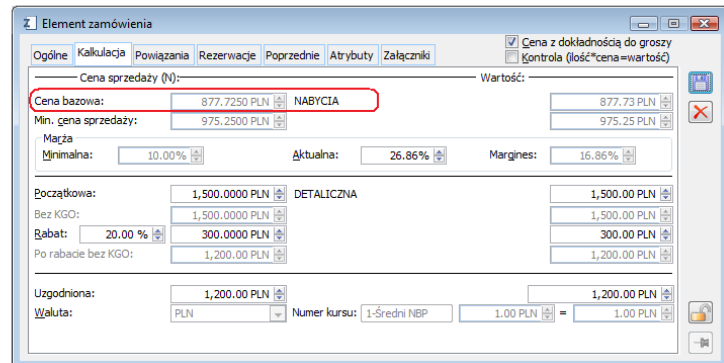 Element zamówienia
Ogólne Kalkulacja Powiązania Rezerwacje Poprzednie Atrybuty Załączniki
Cena z dokładnością do groszy
Kontrola (ilość*cena=wartość)
Cena sprzedaży (N): Wartość:
Cena bazowa: 877.7250 PLN NABYCIA 877.73 PLN
Min. cena sprzedaży: 975.2500 PLN 975.25 PLN
Marża
Minimalna: 10.00% Aktualna: 26.86% Margines: 16.86%
Początkowa: 1,500.0000 PLN DETALICZNA 1,500.00 PLN
Bez KGO: 1,500.0000 PLN 1,500.00 PLN
Rabat: 20.00 % 300.0000 PLN 300.00 PLN
Po rabacie bez KGO: 1,200.00 PLN 1,200.00 PLN
Uzgodniona: 1,200.00 PLN 1,200.00 PLN
Waluta: PLN Numer kursu: 1-Średni NBP 1.00 PLN = 1.00 PLN